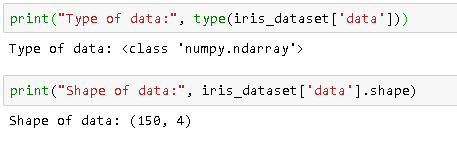 print("Type of data:", type(iris_dataset['data']))
Type of data: <class 'numpy.ndarray'>
print("Shape of data:", iris_dataset['data'].shape)
Shape of data: (150, 4)